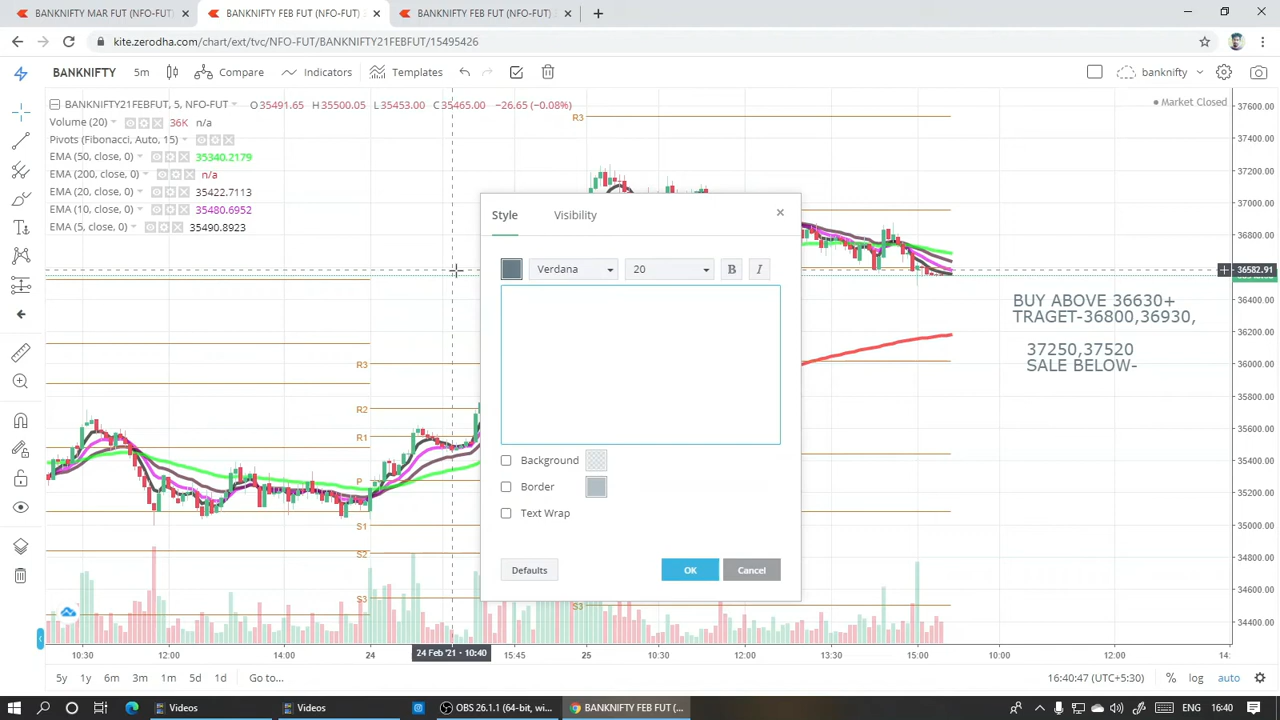 BANKNIFTY MAR FUT (NFO-FUT)
BANKNIFTY FEB FUT (NFO-FUT)
BANKNIFTY FEB FUT (NFO-FUT)
kite.zerodha.com/chart/ext/tvc/NFO-FUT/BANKNIFTY21FEBFUT/15495426
BANKNIFTY 5m Compare Indicators Templates banknifty
BANKNIFTY21FEBFUT, 5, NFO-FUT O35491.65 H35500.05 L35453.00 C35465.00 −26.65 (−0.08%)
Market Closed
Volume (20) 36K n/a
Pivots (Fibonacci, Auto, 15)
EMA (50, close, 0) 35340.2179
EMA (200, close, 0) n/a
EMA (20, close, 0) 35422.7113
EMA (10, close, 0) 35480.6952
EMA (5, close, 0) 35490.8923
R3
R3
R2
R1
P
S1
S2
S3
S3
Style Visibility
Verdana 20 B I
Background
Border
Text Wrap
Defaults OK Cancel
BUY ABOVE 36630+
TRAGET-36800,36930,
37250,37520
SALE BELOW-
37600.00
37400.00
37200.00
37000.00
36800.00
36582.91
36400.00
36200.00
36000.00
35800.00
35600.00
35400.00
35200.00
35000.00
34800.00
34600.00
34400.00
10:30 12:00 14:00 24 24 Feb '21 - 10:40 15:45 25 10:30 12:00 13:30 15:00 10:00 12:00 14:
5y 1y 6m 3m 1m 5d 1d Go to... 16:40:47 (UTC+5:30) % log auto
Videos Videos OBS 26.1.1 (64-bit, wi... BANKNIFTY FEB FUT (... ENG 16:40